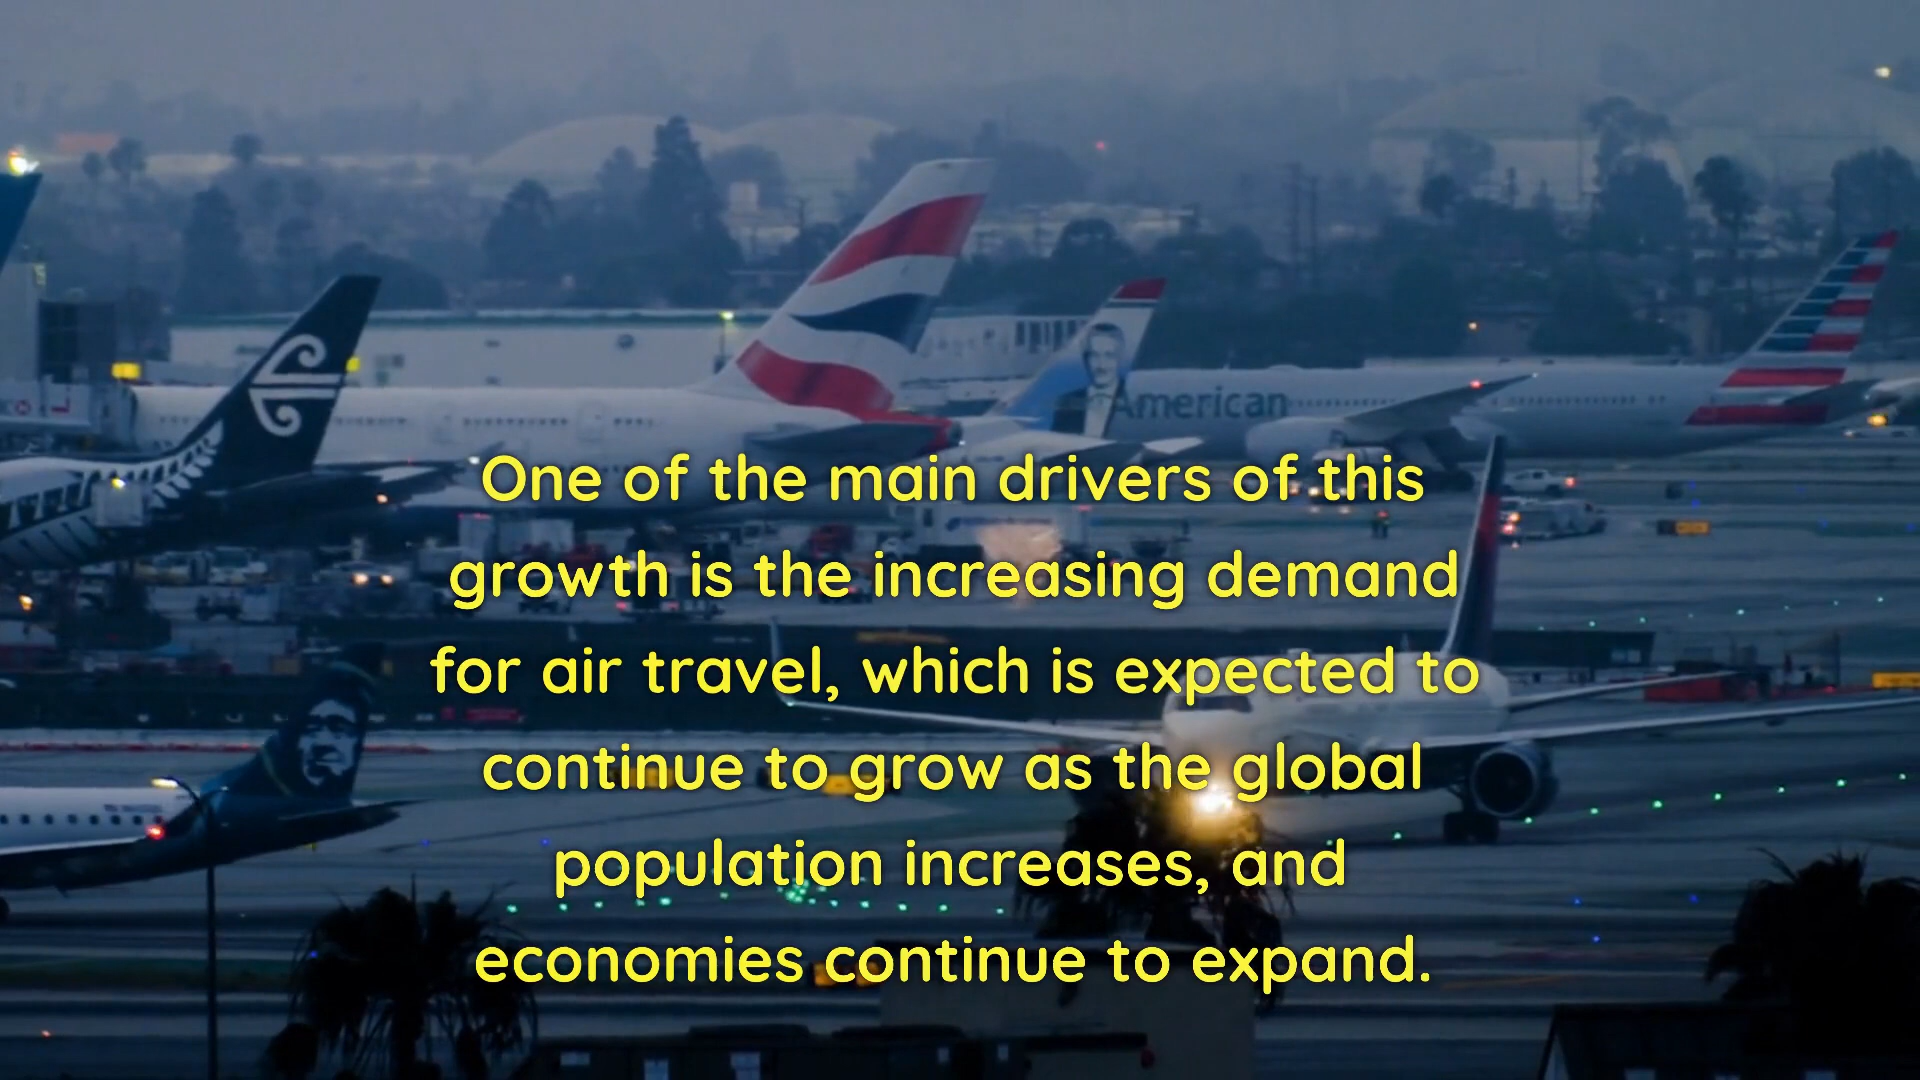 American
One of the main drivers of this
growth is the increasing demand
for air travel, which is expected to
continue to grow as the global
population increases, and
economies continue to expand.